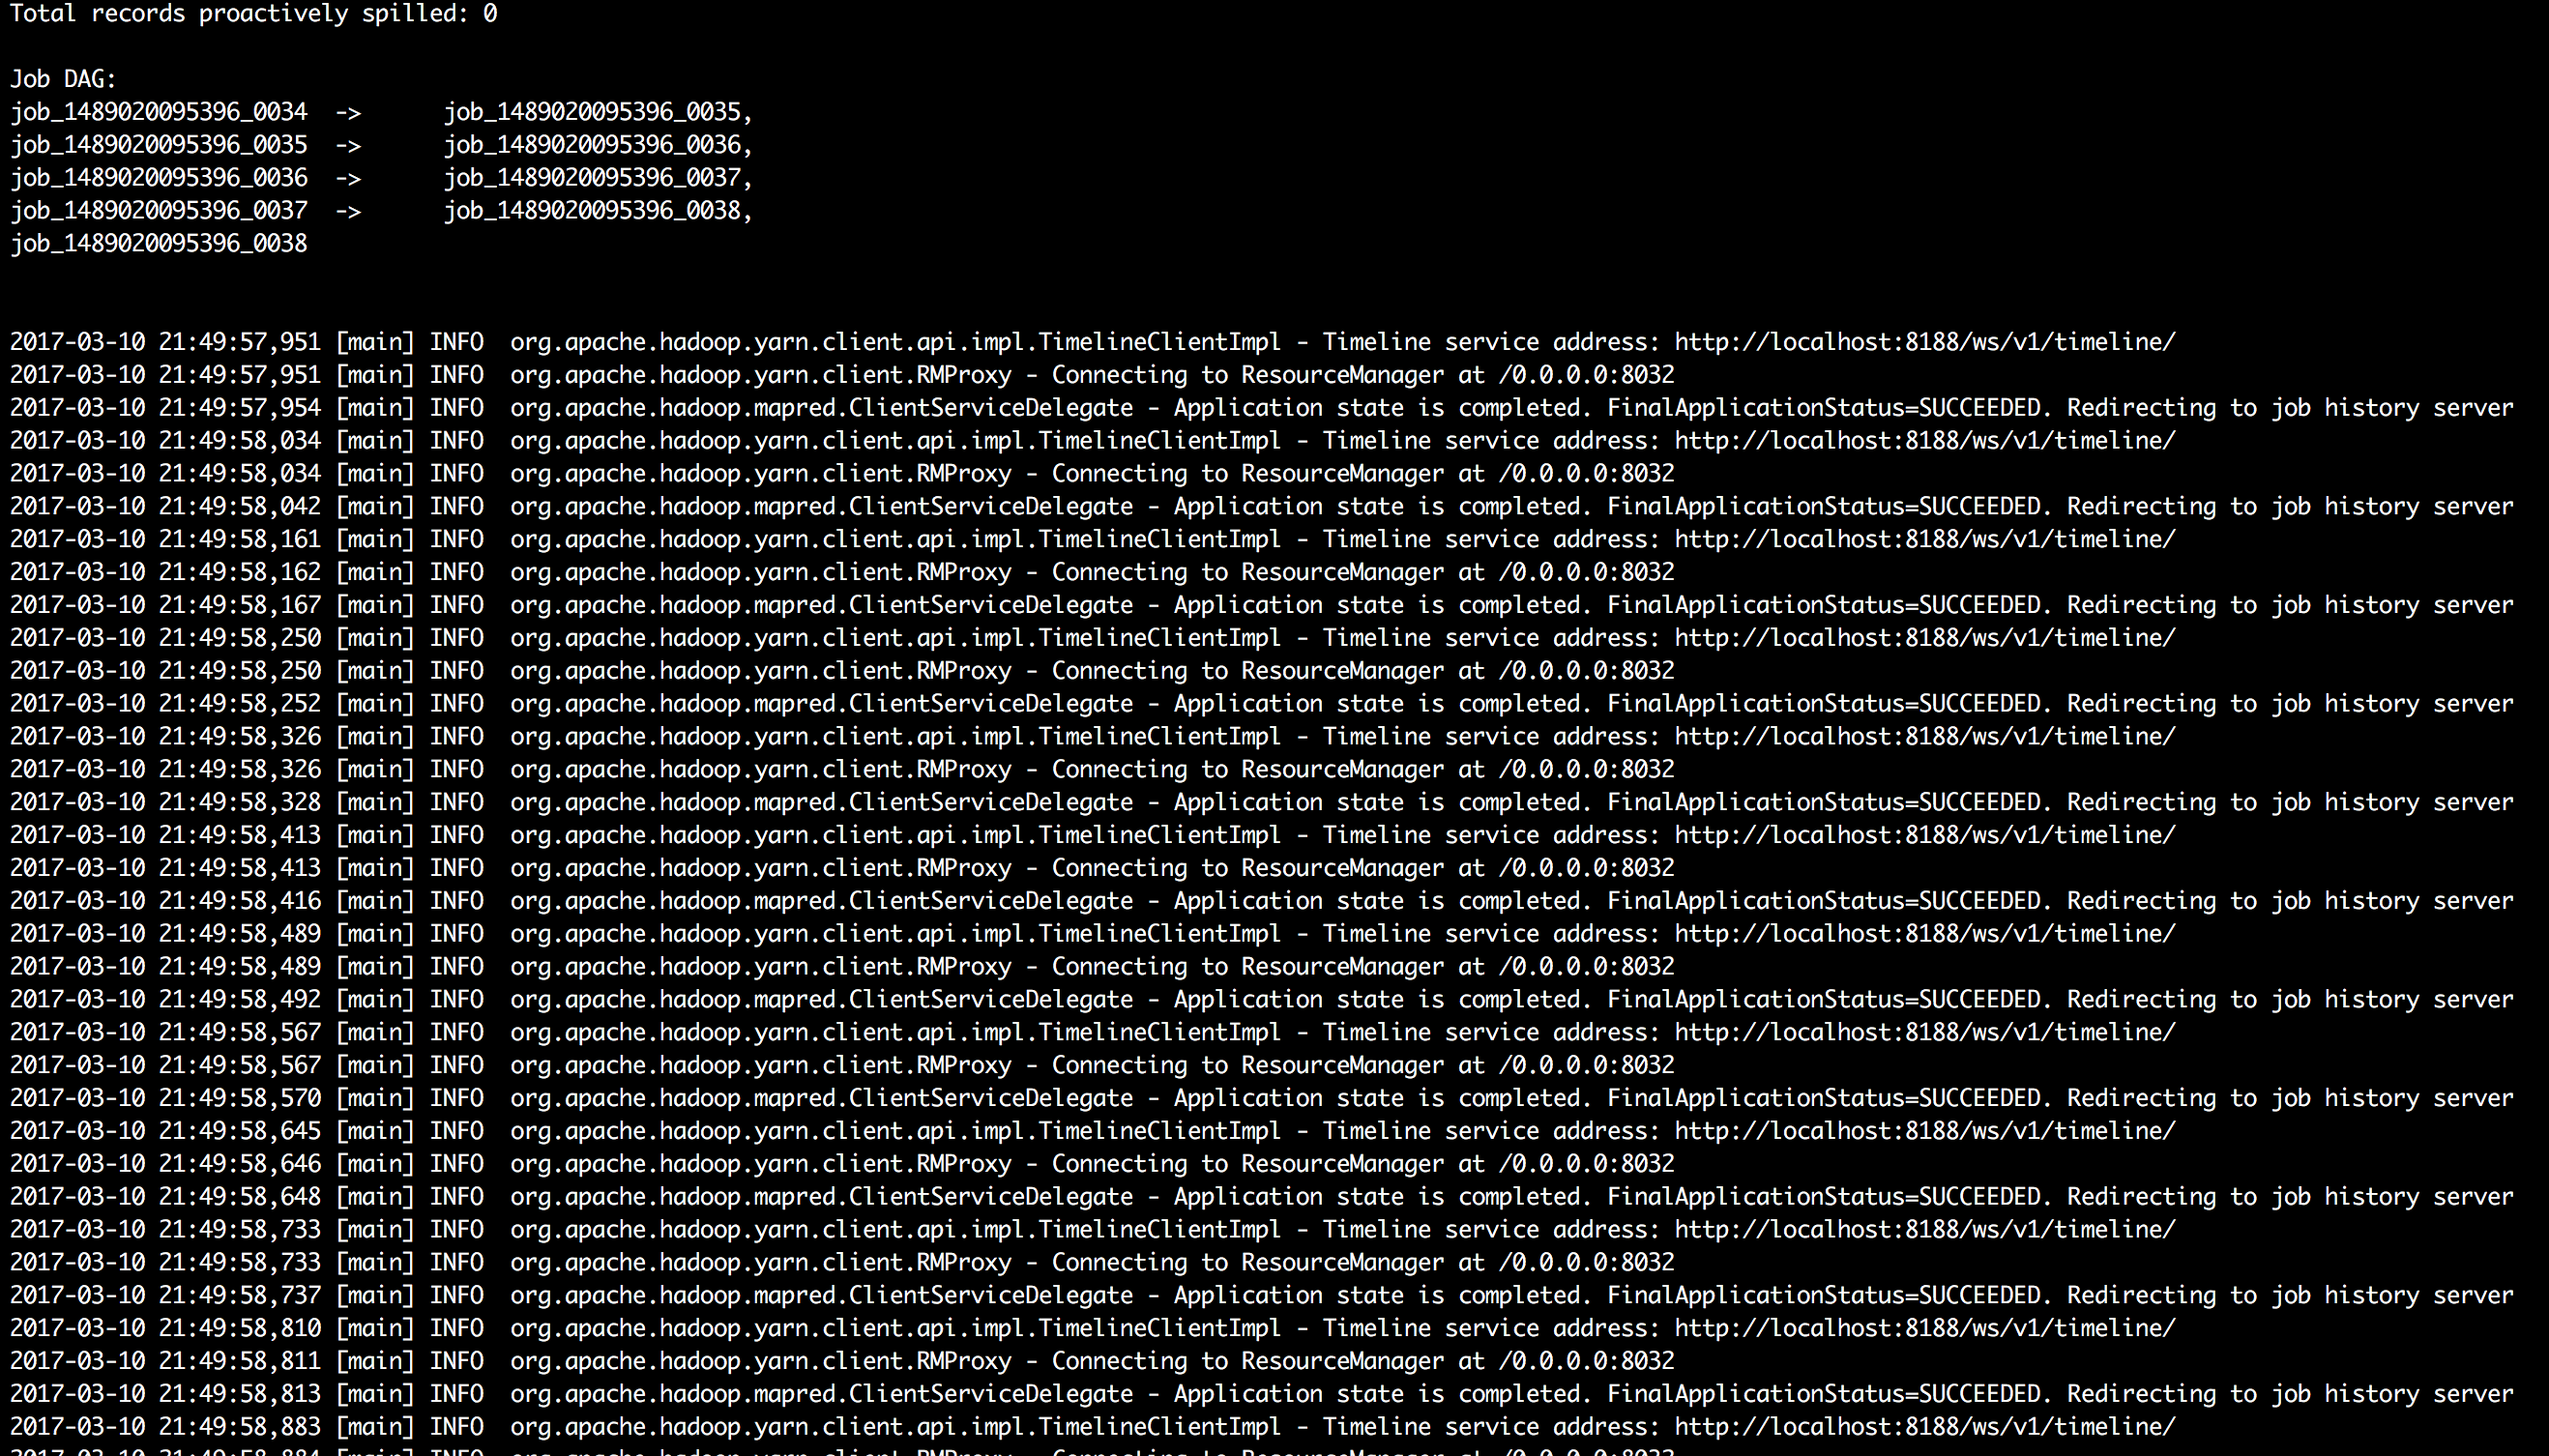 Total records proactively spilled: 0
Job DAG:
job_1489020095396_0034  ->      job_1489020095396_0035,
job_1489020095396_0035  ->      job_1489020095396_0036,
job_1489020095396_0036  ->      job_1489020095396_0037,
job_1489020095396_0037  ->      job_1489020095396_0038,
job_1489020095396_0038
2017-03-10 21:49:57,951 [main] INFO  org.apache.hadoop.yarn.client.api.impl.TimelineClientImpl - Timeline service address: http://localhost:8188/ws/v1/timeline/
2017-03-10 21:49:57,951 [main] INFO  org.apache.hadoop.yarn.client.RMProxy - Connecting to ResourceManager at /0.0.0.0:8032
2017-03-10 21:49:57,954 [main] INFO  org.apache.hadoop.mapred.ClientServiceDelegate - Application state is completed. FinalApplicationStatus=SUCCEEDED. Redirecting to job history server
2017-03-10 21:49:58,034 [main] INFO  org.apache.hadoop.yarn.client.api.impl.TimelineClientImpl - Timeline service address: http://localhost:8188/ws/v1/timeline/
2017-03-10 21:49:58,034 [main] INFO  org.apache.hadoop.yarn.client.RMProxy - Connecting to ResourceManager at /0.0.0.0:8032
2017-03-10 21:49:58,042 [main] INFO  org.apache.hadoop.mapred.ClientServiceDelegate - Application state is completed. FinalApplicationStatus=SUCCEEDED. Redirecting to job history server
2017-03-10 21:49:58,161 [main] INFO  org.apache.hadoop.yarn.client.api.impl.TimelineClientImpl - Timeline service address: http://localhost:8188/ws/v1/timeline/
2017-03-10 21:49:58,162 [main] INFO  org.apache.hadoop.yarn.client.RMProxy - Connecting to ResourceManager at /0.0.0.0:8032
2017-03-10 21:49:58,167 [main] INFO  org.apache.hadoop.mapred.ClientServiceDelegate - Application state is completed. FinalApplicationStatus=SUCCEEDED. Redirecting to job history server
2017-03-10 21:49:58,250 [main] INFO  org.apache.hadoop.yarn.client.api.impl.TimelineClientImpl - Timeline service address: http://localhost:8188/ws/v1/timeline/
2017-03-10 21:49:58,250 [main] INFO  org.apache.hadoop.yarn.client.RMProxy - Connecting to ResourceManager at /0.0.0.0:8032
2017-03-10 21:49:58,252 [main] INFO  org.apache.hadoop.mapred.ClientServiceDelegate - Application state is completed. FinalApplicationStatus=SUCCEEDED. Redirecting to job history server
2017-03-10 21:49:58,326 [main] INFO  org.apache.hadoop.yarn.client.api.impl.TimelineClientImpl - Timeline service address: http://localhost:8188/ws/v1/timeline/
2017-03-10 21:49:58,326 [main] INFO  org.apache.hadoop.yarn.client.RMProxy - Connecting to ResourceManager at /0.0.0.0:8032
2017-03-10 21:49:58,328 [main] INFO  org.apache.hadoop.mapred.ClientServiceDelegate - Application state is completed. FinalApplicationStatus=SUCCEEDED. Redirecting to job history server
2017-03-10 21:49:58,413 [main] INFO  org.apache.hadoop.yarn.client.api.impl.TimelineClientImpl - Timeline service address: http://localhost:8188/ws/v1/timeline/
2017-03-10 21:49:58,413 [main] INFO  org.apache.hadoop.yarn.client.RMProxy - Connecting to ResourceManager at /0.0.0.0:8032
2017-03-10 21:49:58,416 [main] INFO  org.apache.hadoop.mapred.ClientServiceDelegate - Application state is completed. FinalApplicationStatus=SUCCEEDED. Redirecting to job history server
2017-03-10 21:49:58,489 [main] INFO  org.apache.hadoop.yarn.client.api.impl.TimelineClientImpl - Timeline service address: http://localhost:8188/ws/v1/timeline/
2017-03-10 21:49:58,489 [main] INFO  org.apache.hadoop.yarn.client.RMProxy - Connecting to ResourceManager at /0.0.0.0:8032
2017-03-10 21:49:58,492 [main] INFO  org.apache.hadoop.mapred.ClientServiceDelegate - Application state is completed. FinalApplicationStatus=SUCCEEDED. Redirecting to job history server
2017-03-10 21:49:58,567 [main] INFO  org.apache.hadoop.yarn.client.api.impl.TimelineClientImpl - Timeline service address: http://localhost:8188/ws/v1/timeline/
2017-03-10 21:49:58,567 [main] INFO  org.apache.hadoop.yarn.client.RMProxy - Connecting to ResourceManager at /0.0.0.0:8032
2017-03-10 21:49:58,570 [main] INFO  org.apache.hadoop.mapred.ClientServiceDelegate - Application state is completed. FinalApplicationStatus=SUCCEEDED. Redirecting to job history server
2017-03-10 21:49:58,645 [main] INFO  org.apache.hadoop.yarn.client.api.impl.TimelineClientImpl - Timeline service address: http://localhost:8188/ws/v1/timeline/
2017-03-10 21:49:58,646 [main] INFO  org.apache.hadoop.yarn.client.RMProxy - Connecting to ResourceManager at /0.0.0.0:8032
2017-03-10 21:49:58,648 [main] INFO  org.apache.hadoop.mapred.ClientServiceDelegate - Application state is completed. FinalApplicationStatus=SUCCEEDED. Redirecting to job history server
2017-03-10 21:49:58,733 [main] INFO  org.apache.hadoop.yarn.client.api.impl.TimelineClientImpl - Timeline service address: http://localhost:8188/ws/v1/timeline/
2017-03-10 21:49:58,733 [main] INFO  org.apache.hadoop.yarn.client.RMProxy - Connecting to ResourceManager at /0.0.0.0:8032
2017-03-10 21:49:58,737 [main] INFO  org.apache.hadoop.mapred.ClientServiceDelegate - Application state is completed. FinalApplicationStatus=SUCCEEDED. Redirecting to job history server
2017-03-10 21:49:58,810 [main] INFO  org.apache.hadoop.yarn.client.api.impl.TimelineClientImpl - Timeline service address: http://localhost:8188/ws/v1/timeline/
2017-03-10 21:49:58,811 [main] INFO  org.apache.hadoop.yarn.client.RMProxy - Connecting to ResourceManager at /0.0.0.0:8032
2017-03-10 21:49:58,813 [main] INFO  org.apache.hadoop.mapred.ClientServiceDelegate - Application state is completed. FinalApplicationStatus=SUCCEEDED. Redirecting to job history server
2017-03-10 21:49:58,883 [main] INFO  org.apache.hadoop.yarn.client.api.impl.TimelineClientImpl - Timeline service address: http://localhost:8188/ws/v1/timeline/